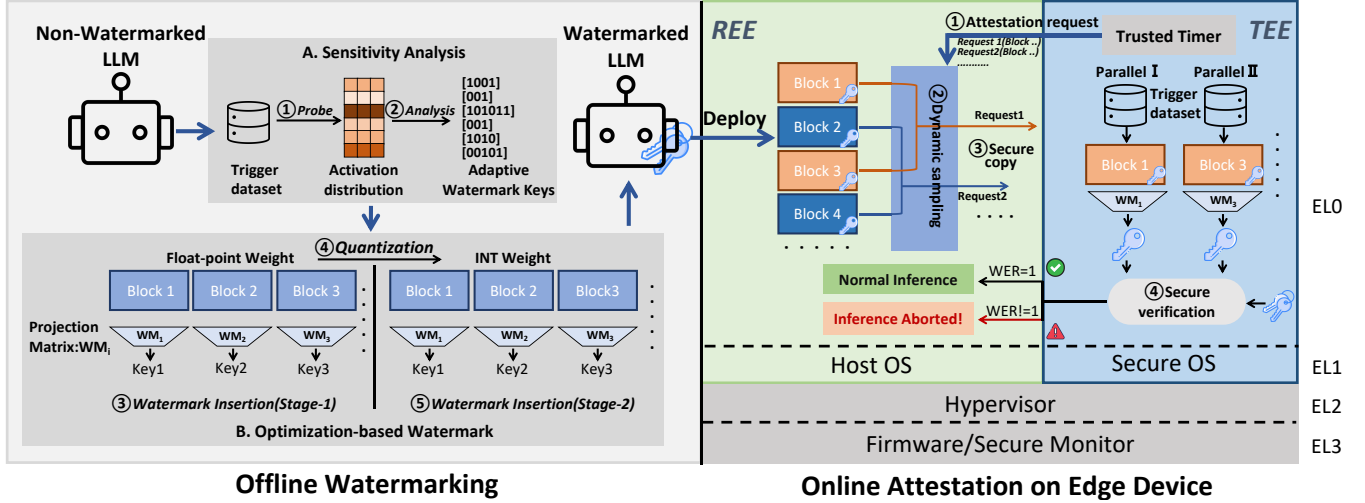 Non-Watermarked
LLM
A. Sensitivity Analysis
①Probe
②Analysis
[1001]
[001]
[101011]
[001]
[1010]
[00101]
Trigger
dataset
Activation
distribution
Adaptive
Watermark Keys
Watermarked
LLM
④Quantization
Float-point Weight
INT Weight
Block 1
Block 2
Block 3
Block 1
Block 2
Block3
Projection
Matrix:WMi
WM1
WM2
WM3
WM1
WM2
WM3
Key1
Key2
Key3
Key1
Key2
Key3
③Watermark Insertion(Stage-1)
⑤Watermark Insertion(Stage-2)
B. Optimization-based Watermark
Offline Watermarking
Deploy
REE
①Attestation request
Request 1(Block ..)
Request2(Block ..)
...........
Block 1
Block 2
Block 3
Block 4
②Dynamic sampling
Request1
③Secure
copy
Request2
Normal Inference
WER=1
Inference Aborted!
WER!=1
Host OS
TEE
Trusted Timer
Parallel I
Parallel II
Trigger
dataset
Block 1
Block 3
WM1
WM3
④Secure
verification
Secure OS
Hypervisor
Firmware/Secure Monitor
EL0
EL1
EL2
EL3
Online Attestation on Edge Device